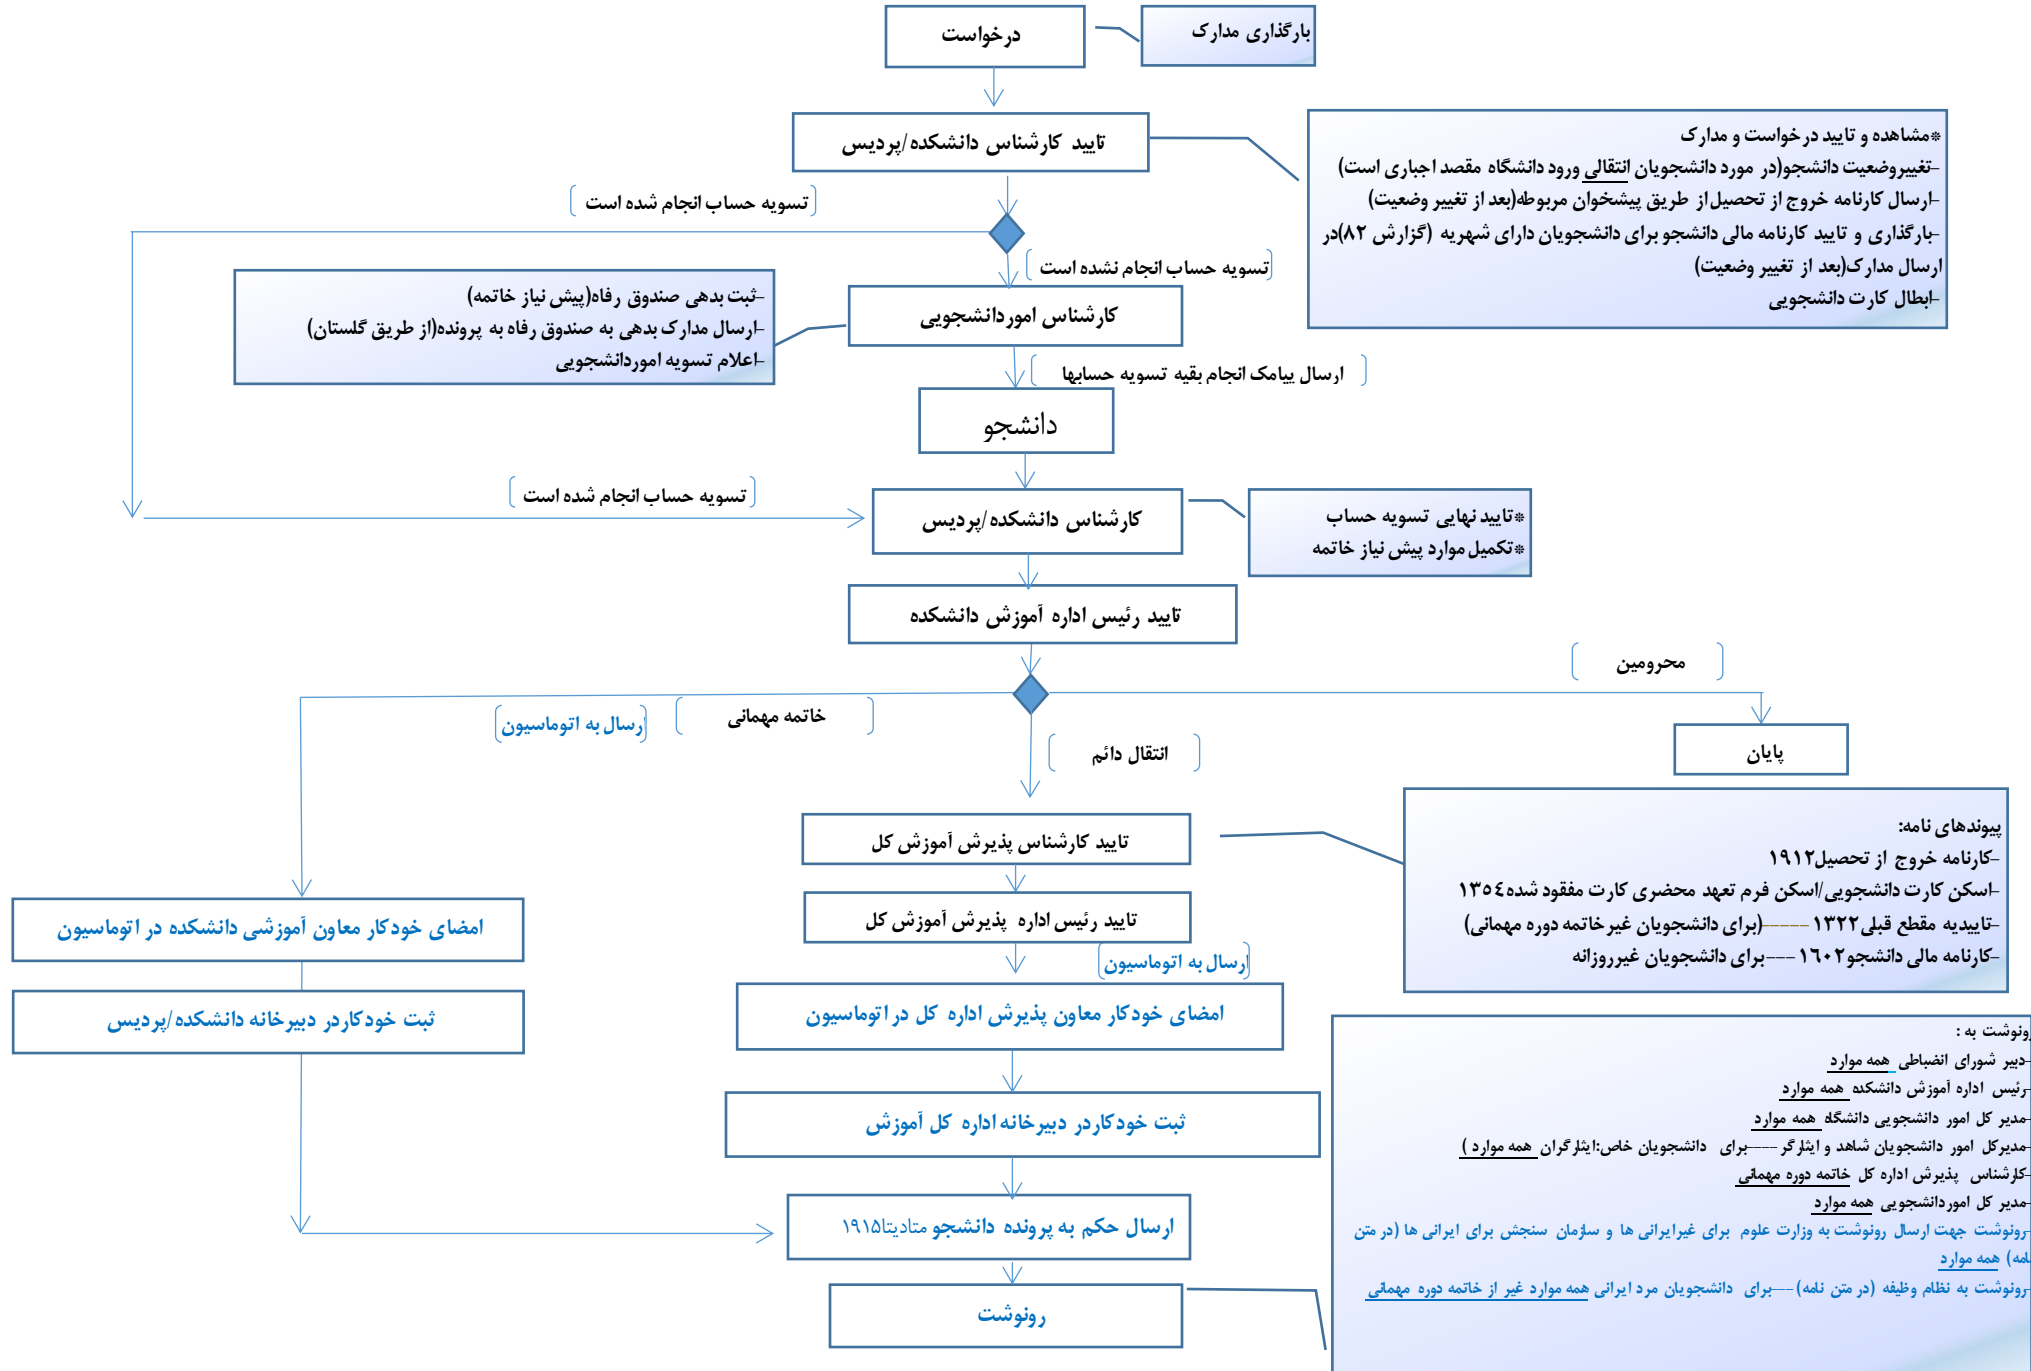 درخواست
بارگذاری مدارک
تایید کارشناس دانشکده/پردیس
*مشاهده و تایید درخواست و مدارک
-تغییروضعیت دانشجو(در مورد دانشجویان انتقالی ورود دانشگاه مقصد اجباری است)
-ارسال کارنامه خروج از تحصیل از طریق پیشخوان مربوطه(بعد از تغییر وضعیت)
-بارگذاری و تایید کارنامه مالی دانشجو برای دانشجویان دارای شهریه (گزارش ۸۲)در
ارسال مدارک(بعد از تغییر وضعیت)
-ابطال کارت دانشجویی
تسویه حساب انجام شده است
تسویه حساب انجام نشده است
-ثبت بدهی صندوق رفاه(پیش نیاز خاتمه)
-ارسال مدارک بدهی به صندوق رفاه به پرونده(از طریق گلستان)
-اعلام تسویه اموردانشجویی
کارشناس اموردانشجویی
ارسال پیامک انجام بقیه تسویه حسابها
دانشجو
تسویه حساب انجام شده است
کارشناس دانشکده/پردیس
*تایید نهایی تسویه حساب
*تکمیل موارد پیش نیاز خاتمه
تایید رئیس اداره آموزش دانشکده
محرومین
خاتمه مهمانی
ارسال به اتوماسیون
انتقال دائم
پایان
پیوندهای نامه:
-کارنامه خروج از تحصیل۱۹۱۲
-اسکن کارت دانشجویی/اسکن فرم تعهد محضری کارت مفقود شده۱۳۵٤
-تاییدیه مقطع قبلی۱۳۲۲ -----(برای دانشجویان غیرخاتمه دوره مهمانی)
-کارنامه مالی دانشجو۱٦۰۲ ---برای دانشجویان غیرروزانه
تایید کارشناس پذیرش آموزش کل
تایید رئیس اداره پذیرش آموزش کل
ارسال به اتوماسیون
امضای خودکار معاون آموزشی دانشکده در اتوماسیون
امضای خودکار معاون پذیرش اداره کل در اتوماسیون
ثبت خودکاردر دبیرخانه دانشکده/پردیس
ثبت خودکاردر دبیرخانه اداره کل آموزش
ارسال حکم به پرونده دانشجو متادیتا۱۹۱۵
رونوشت
رونوشت به :
-دبیر شورای انضباطی همه موارد
-رئیس اداره آموزش دانشکده همه موارد
-مدیر کل امور دانشجویی دانشگاه همه موارد
-مدیرکل امور دانشجویان شاهد و ایثارگر ----برای دانشجویان خاص:ایثارگران همه موارد )
-کارشناس پذیرش اداره کل خاتمه دوره مهمانی
-مدیر کل اموردانشجویی همه موارد
-رونوشت جهت ارسال رونوشت به وزارت علوم برای غیرایرانی ها و سازمان سنجش برای ایرانی ها (در متن
نامه) همه موارد
-رونوشت به نظام وظیفه (در متن نامه)---برای دانشجویان مرد ایرانی همه موارد غیر از خاتمه دوره مهمانی